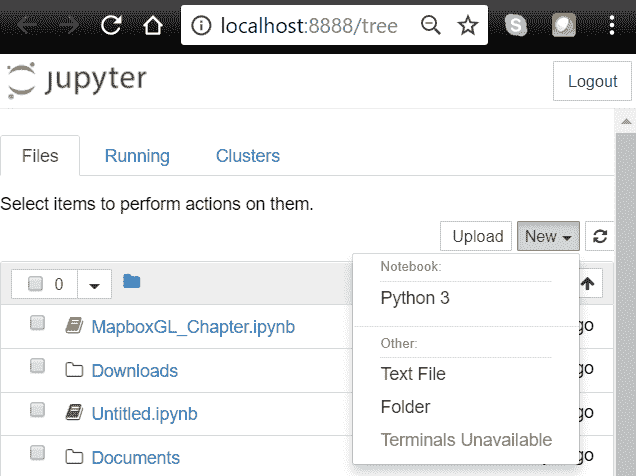 localhost:8888/tree
jupyter
Logout
Files Running Clusters
Select items to perform actions on them.
Upload New
0
Notebook:
Python 3
MapboxGL_Chapter.ipynb go
Other:
Downloads Text File go
Untitled.ipynb Folder go
Documents Terminals Unavailable go